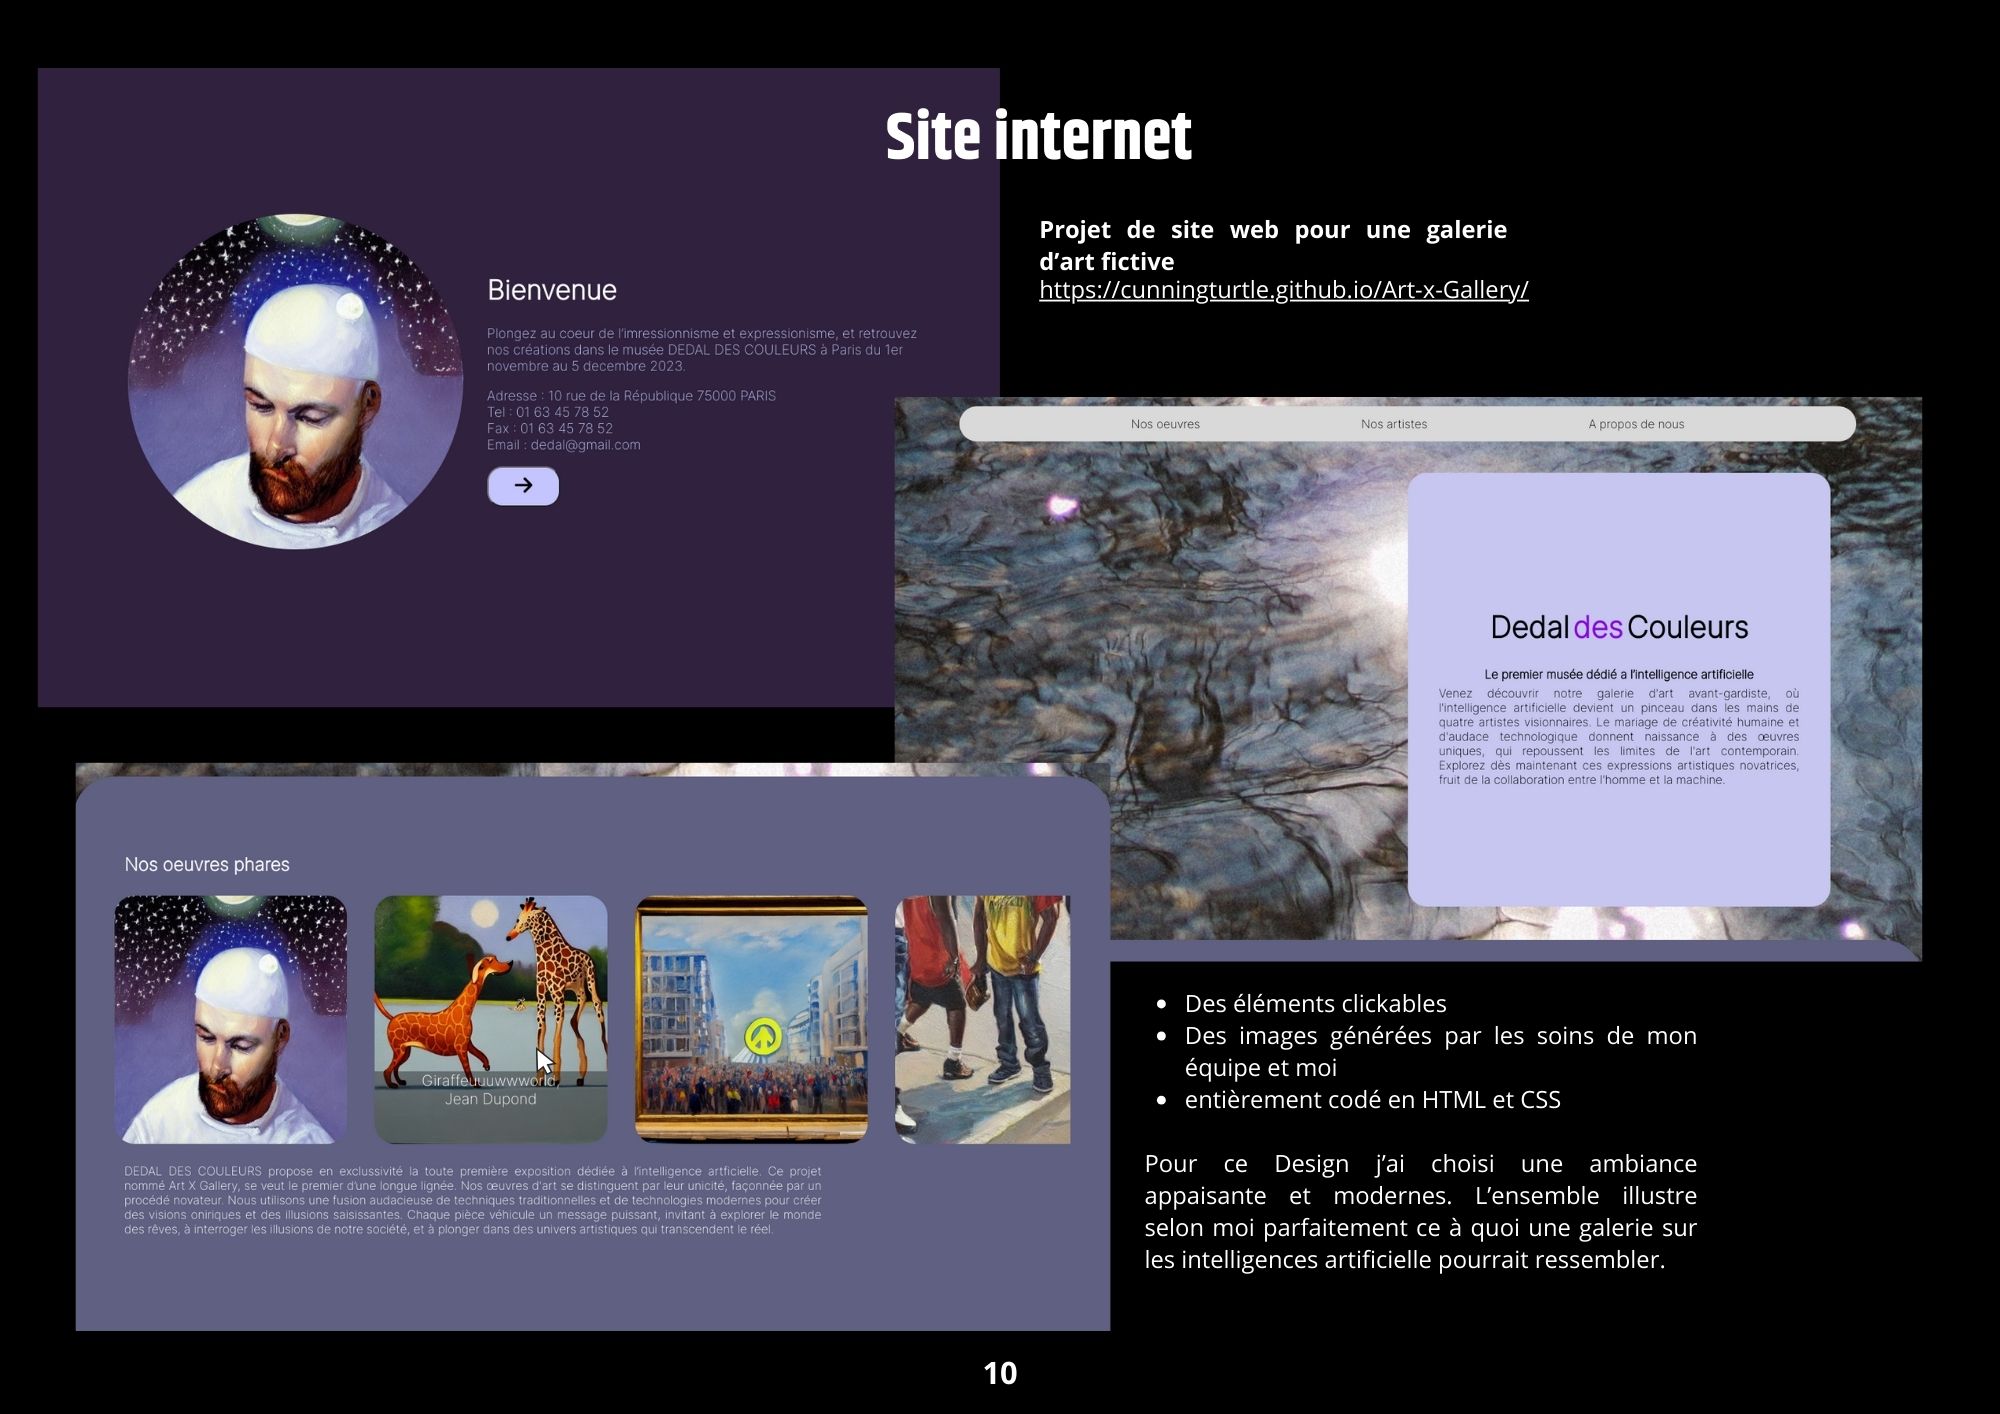 Site internet
Projet de site web pour une galerie
d’art fictive
https://cunningturtle.github.io/Art-x-Gallery/
Bienvenue
Plongez au coeur de l’imressionnisme et expressionisme, et retrouvez
nos créations dans le musée DEDAL DES COULEURS à Paris du 1er
novembre au 5 decembre 2023.
Adresse : 10 rue de la République 75000 PARIS
Tel : 01 63 45 78 52
Fax : 01 63 45 78 52
Email : dedal@gmail.com
Nos oeuvres
Nos artistes
A propos de nous
Dedal des Couleurs
Le premier musée dédié a l’intelligence artificielle
Venez découvrir notre galerie d’art avant-gardiste, où
l’intelligence artificielle devient un pinceau dans les mains de
quatre artistes visionnaires. Le mariage de créativité humaine et
d’audace technologique donnent naissance à des œuvres
uniques, qui repoussent les limites de l’art contemporain.
Explorez dès maintenant ces expressions artistiques novatrices,
fruit de la collaboration entre l’homme et la machine.
Nos oeuvres phares
Giraffeuuuwwworld,
Jean Dupond
DEDAL DES COULEURS propose en exclussivité la toute première exposition dédiée à l’intelligence artficielle. Ce projet
nommé Art X Gallery, se veut le premier d’une longue lignée. Nos œuvres d’art se distinguent par leur unicité, façonnée par un
procédé novateur. Nous utilisons une fusion audacieuse de techniques traditionnelles et de technologies modernes pour créer
des visions oniriques et des illusions saisissantes. Chaque pièce véhicule un message puissant, invitant à explorer le monde
des rêves, à interroger les illusions de notre société, et à plonger dans des univers artistiques qui transcendent le réel.
• Des éléments clickables
• Des images générées par les soins de mon
équipe et moi
• entièrement codé en HTML et CSS
Pour ce Design j’ai choisi une ambiance
appaisante et modernes. L’ensemble illustre
selon moi parfaitement ce à quoi une galerie sur
les intelligences artificielle pourrait ressembler.
10